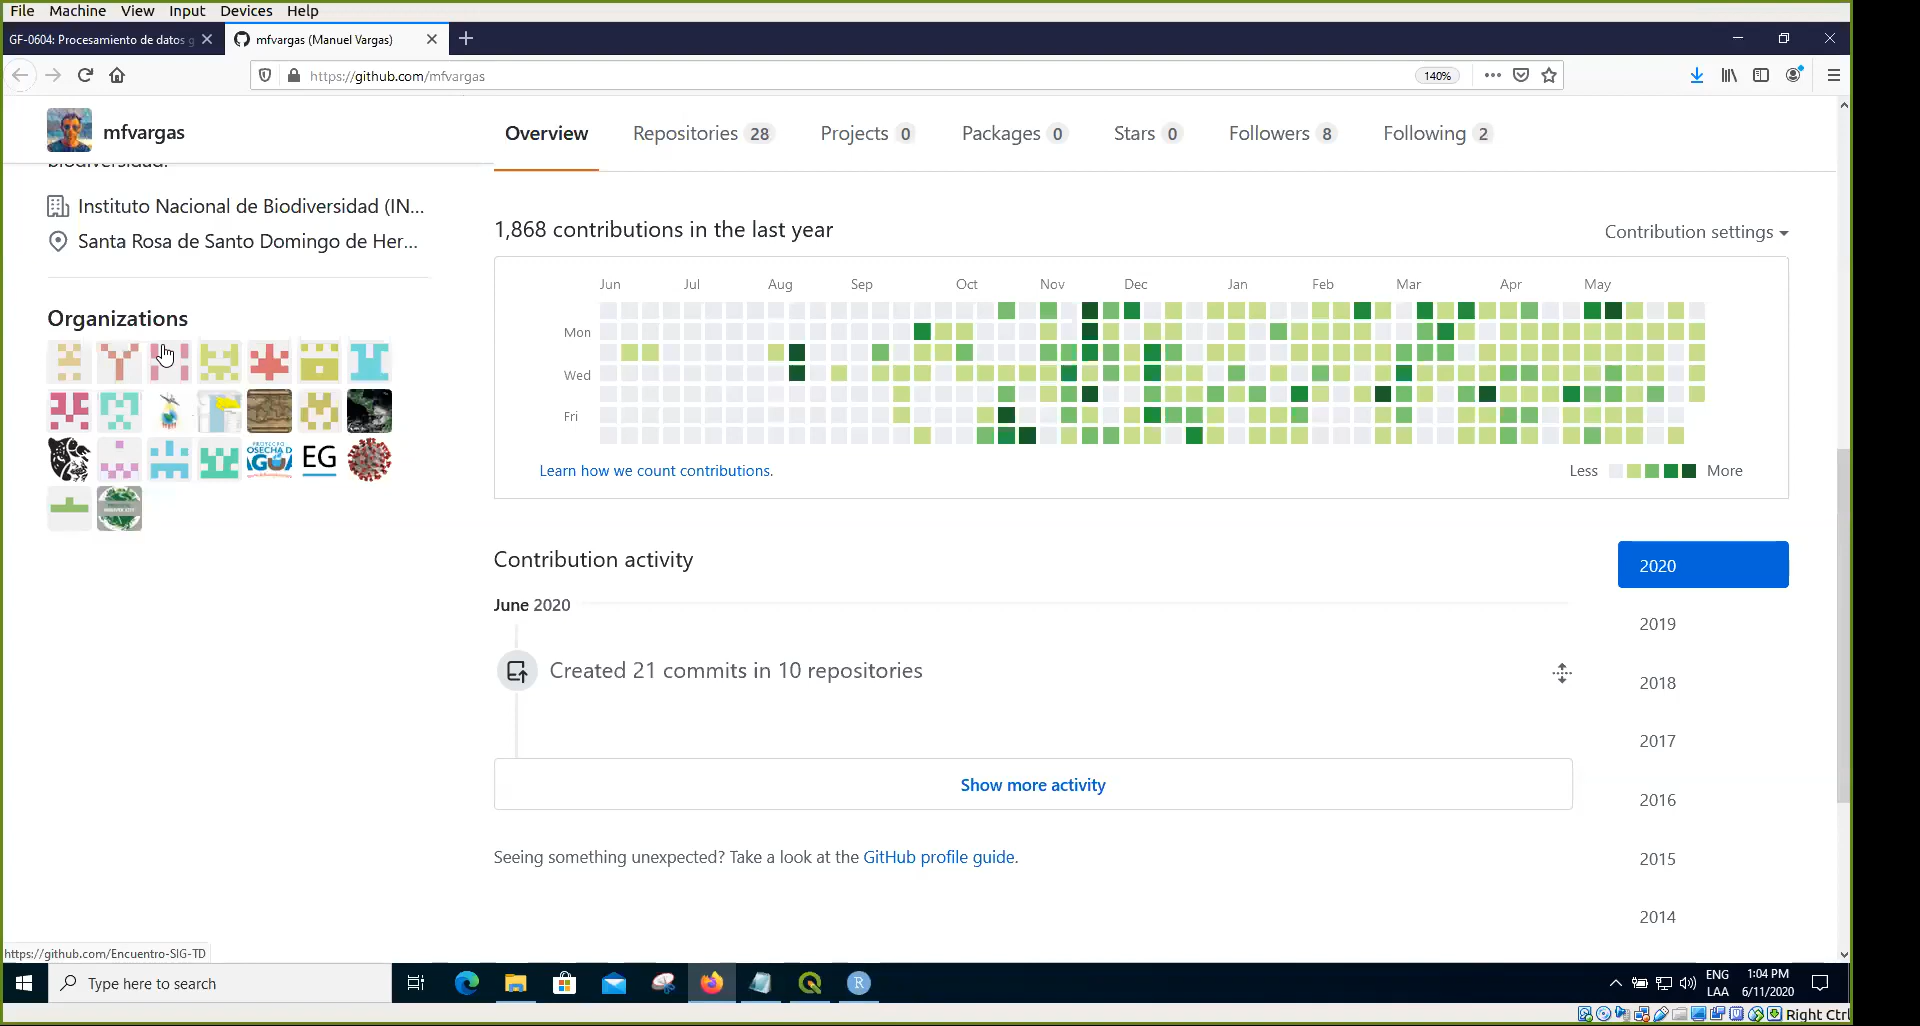 File Machine View Input Devices Help
GF-0604: Procesamiento de datos g
mfvargas (Manuel Vargas)
https://github.com/mfvargas
140%
mfvargas
Overview Repositories 28 Projects 0 Packages 0 Stars 0 Followers 8 Following 2
biodiversidad.
Instituto Nacional de Biodiversidad (IN...
Santa Rosa de Santo Domingo de Her...
Organizations
EG
1,868 contributions in the last year
Contribution settings
Jun Jul Aug Sep Oct Nov Dec Jan Feb Mar Apr May
Mon
Wed
Fri
Learn how we count contributions.
Less More
Contribution activity
June 2020
Created 21 commits in 10 repositories
Show more activity
Seeing something unexpected? Take a look at the GitHub profile guide.
2020
2019
2018
2017
2016
2015
2014
https://github.com/Encuentro-SIG-TD
Type here to search
R
ENG
LAA
1:04 PM
6/11/2020
Right Ctrl